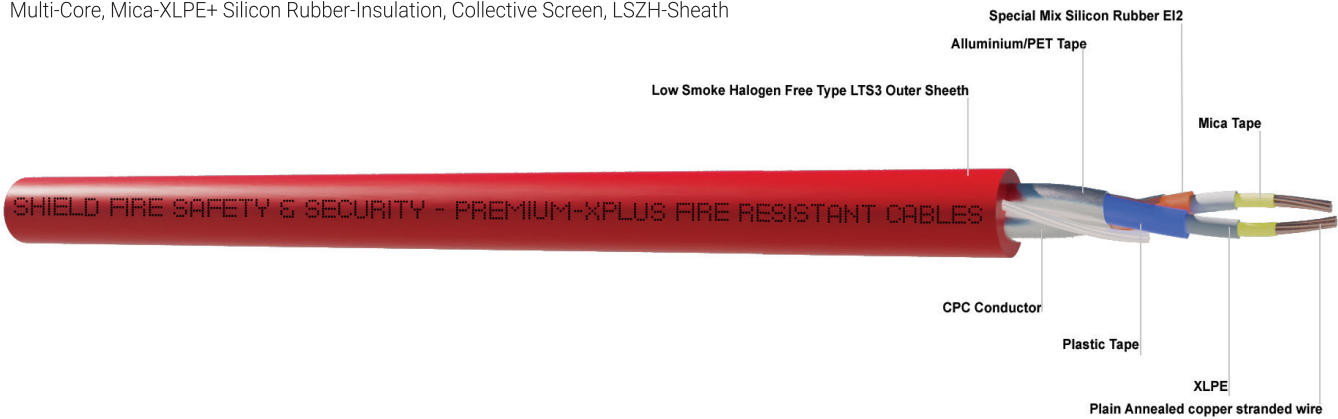 Multi-Core, Mica-XLPE+ Silicon Rubber-Insulation, Collective Screen, LSZH-Sheath
Special Mix Silicon Rubber EI2
Alluminium/PET Tape
Low Smoke Halogen Free Type LTS3 Outer Sheeth
Mica Tape
SHIELD FIRE SAFETY & SECURITY - PREMIUM-XPLUS FIRE RESISTANT CABLES
CPC Conductor
Plastic Tape
XLPE
Plain Annealed copper stranded wire